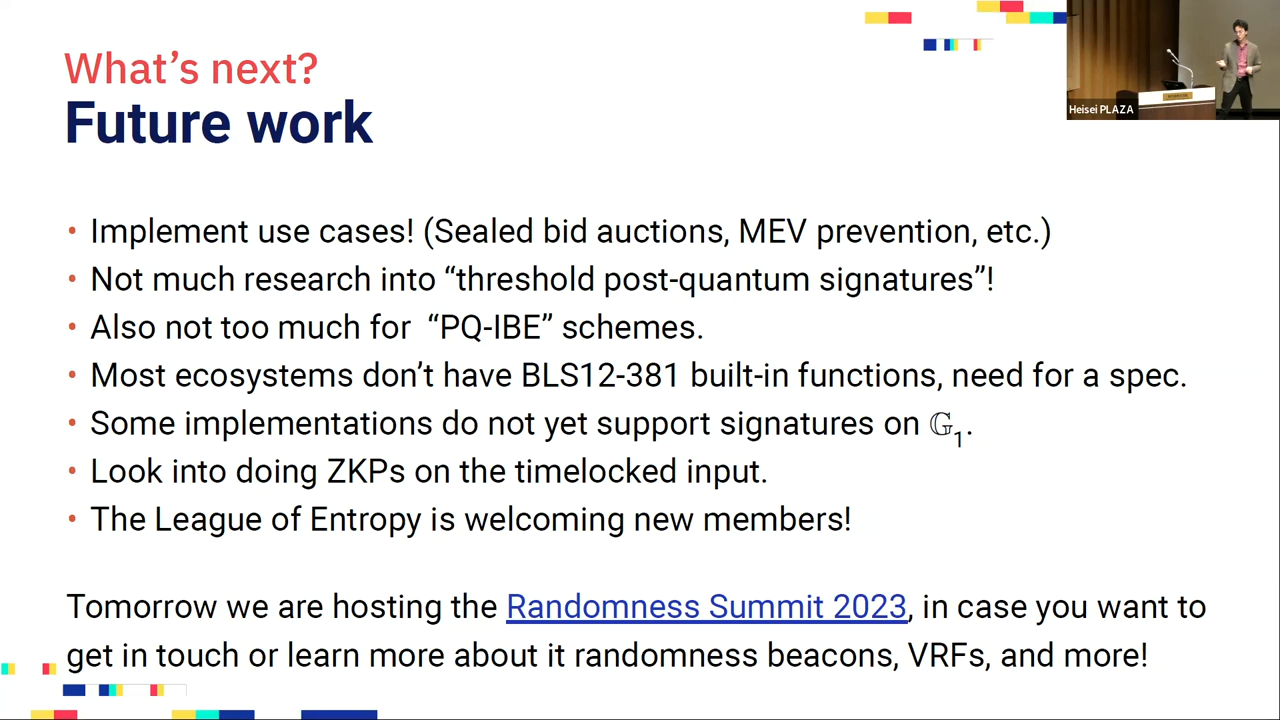 What's next?
Future work
Heisei PLAZA
• Implement use cases! (Sealed bid auctions, MEV prevention, etc.)
• Not much research into “threshold post-quantum signatures”!
• Also not too much for “PQ-IBE” schemes.
• Most ecosystems don’t have BLS12-381 built-in functions, need for a spec.
• Some implementations do not yet support signatures on 𝔾₁.
• Look into doing ZKPs on the timelocked input.
• The League of Entropy is welcoming new members!
Tomorrow we are hosting the Randomness Summit 2023, in case you want to
get in touch or learn more about it randomness beacons, VRFs, and more!